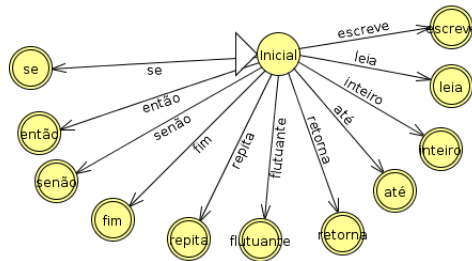 escreve
escreve
Inicial
leia
se
se
leia
inteiro
então
até
então
senão
retorna
flutuante
fim
repita
inteiro
senão
até
fim
repita
flutuante
retorna